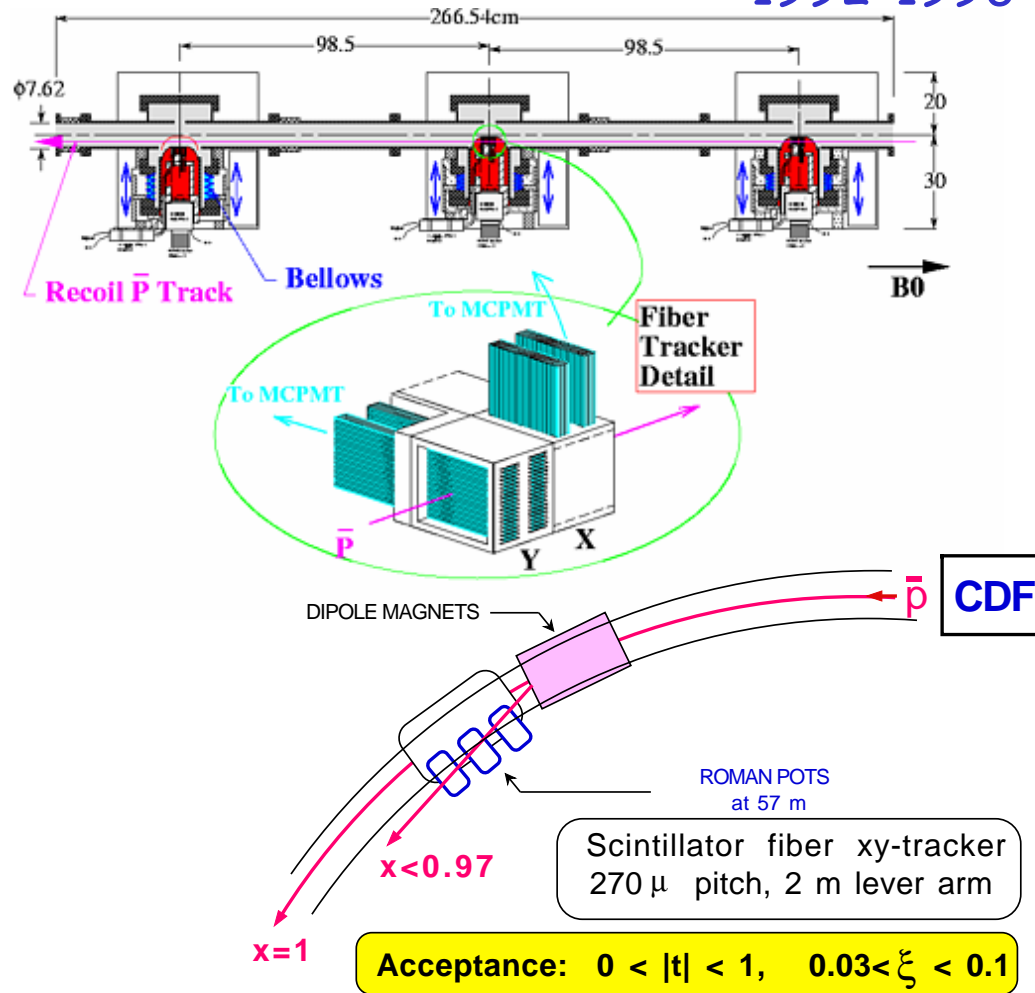 266.54cm
98.5
98.5
φ7.62
20
30
Recoil P̅ Track
Bellows
B0
To MCPMT
Fiber
Tracker
Detail
To MCPMT
P̅
Y
X
DIPOLE MAGNETS
p̅
CDF
ROMAN POTS
at 57 m
x<0.97
Scintillator fiber xy-tracker
270 μ pitch, 2 m lever arm
x=1
Acceptance: 0 < |t| < 1, 0.03< ξ < 0.1